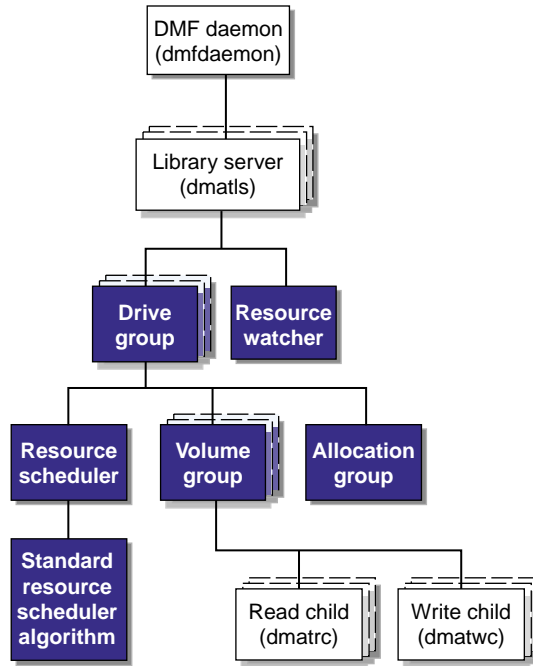 DMF daemon
(dmfdaemon)
Library server
(dmatls)
Drive
group
Resource
watcher
Resource
scheduler
Volume
group
Allocation
group
Standard
resource
scheduler
algorithm
Read child
(dmatrc)
Write child
(dmatwc)